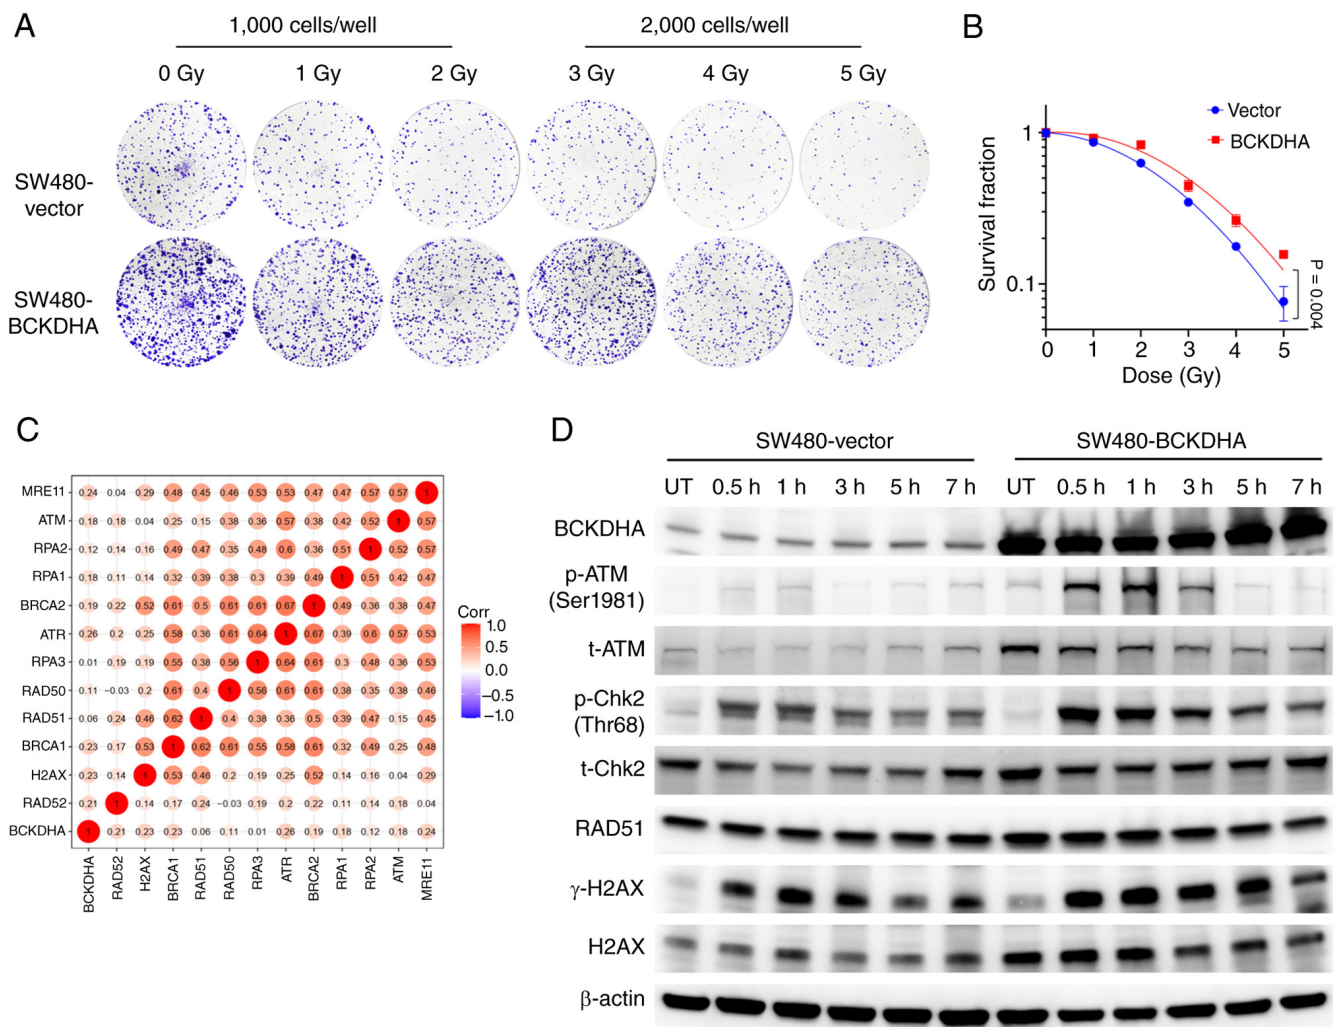 A
1,000 cells/well
2,000 cells/well
0 Gy 1 Gy 2 Gy 3 Gy 4 Gy 5 Gy
SW480-
vector
SW480-
BCKDHA
B
Vector
BCKDHA
Survival fraction
1
0.1
P = 0.004
0 1 2 3 4 5
Dose (Gy)
C
MRE11 0.24 0.04 0.29 0.48 0.45 0.46 0.53 0.53 0.47 0.47 0.57 0.57 1
ATM 0.18 0.18 0.04 0.25 0.15 0.38 0.36 0.57 0.38 0.42 0.52 1 0.57
RPA2 0.12 0.14 0.16 0.49 0.47 0.35 0.48 0.6 0.36 0.51 1 0.52 0.57
RPA1 0.18 0.11 0.14 0.32 0.39 0.38 0.3 0.39 0.49 1 0.51 0.42 0.47
BRCA2 0.19 0.22 0.52 0.61 0.5 0.61 0.61 0.67 1 0.49 0.36 0.38 0.47
ATR 0.26 0.2 0.25 0.58 0.36 0.61 0.64 1 0.67 0.39 0.6 0.57 0.53
RPA3 0.01 0.19 0.19 0.55 0.38 0.56 1 0.64 0.61 0.3 0.48 0.36 0.53
RAD50 0.11 −0.03 0.2 0.61 0.4 1 0.56 0.61 0.61 0.38 0.35 0.38 0.46
RAD51 0.06 0.24 0.46 0.62 1 0.4 0.38 0.36 0.5 0.39 0.47 0.15 0.45
BRCA1 0.23 0.17 0.53 1 0.62 0.61 0.55 0.58 0.61 0.32 0.49 0.25 0.48
H2AX 0.23 0.14 1 0.53 0.46 0.2 0.19 0.25 0.52 0.14 0.16 0.04 0.29
RAD52 0.21 1 0.14 0.17 0.24 −0.03 0.19 0.2 0.22 0.11 0.14 0.18 0.04
BCKDHA 1 0.21 0.23 0.23 0.06 0.11 0.01 0.26 0.19 0.18 0.12 0.18 0.24
BCKDHA RAD52 H2AX BRCA1 RAD51 RAD50 RPA3 ATR BRCA2 RPA1 RPA2 ATM MRE11
Corr
1.0
0.5
0.0
−0.5
−1.0
D
SW480-vector
SW480-BCKDHA
UT 0.5 h 1 h 3 h 5 h 7 h UT 0.5 h 1 h 3 h 5 h 7 h
BCKDHA
p-ATM
(Ser1981)
t-ATM
p-Chk2
(Thr68)
t-Chk2
RAD51
γ-H2AX
H2AX
β-actin